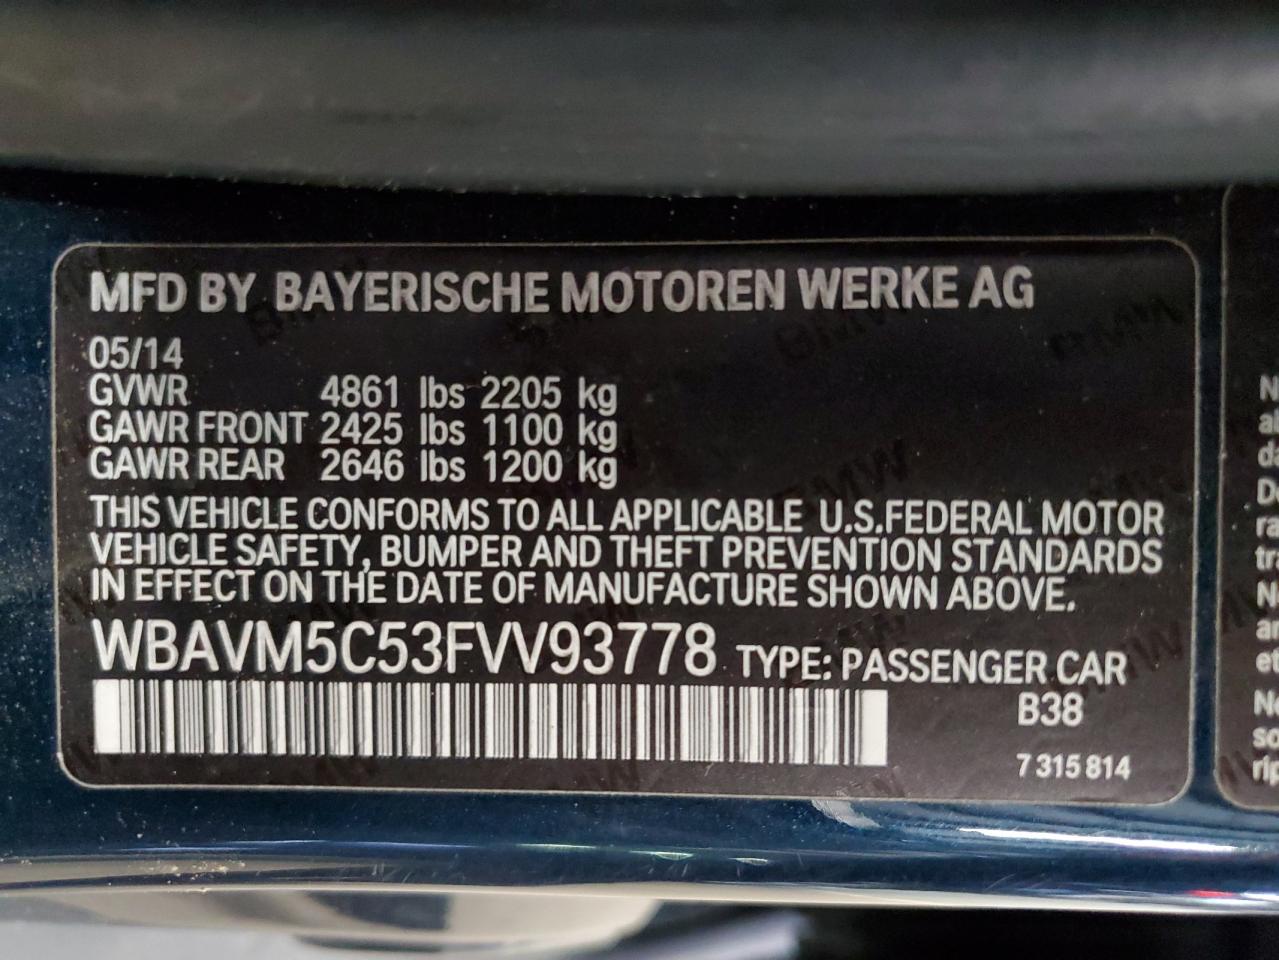 MFD BY BAYERISCHE MOTOREN WERKE AG
05/14
GVWR 4861 lbs 2205 kg
GAWR FRONT 2425 lbs 1100 kg
GAWR REAR 2646 lbs 1200 kg
THIS VEHICLE CONFORMS TO ALL APPLICABLE U.S.FEDERAL MOTOR
VEHICLE SAFETY, BUMPER AND THEFT PREVENTION STANDARDS
IN EFFECT ON THE DATE OF MANUFACTURE SHOWN ABOVE.
WBAVM5C53FVV93778 TYPE: PASSENGER CAR
B38
7 315 814